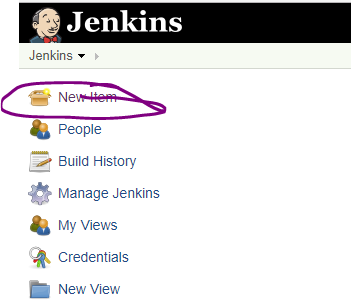 Jenkins
Jenkins
New Item
People
Build History
Manage Jenkins
My Views
Credentials
New View